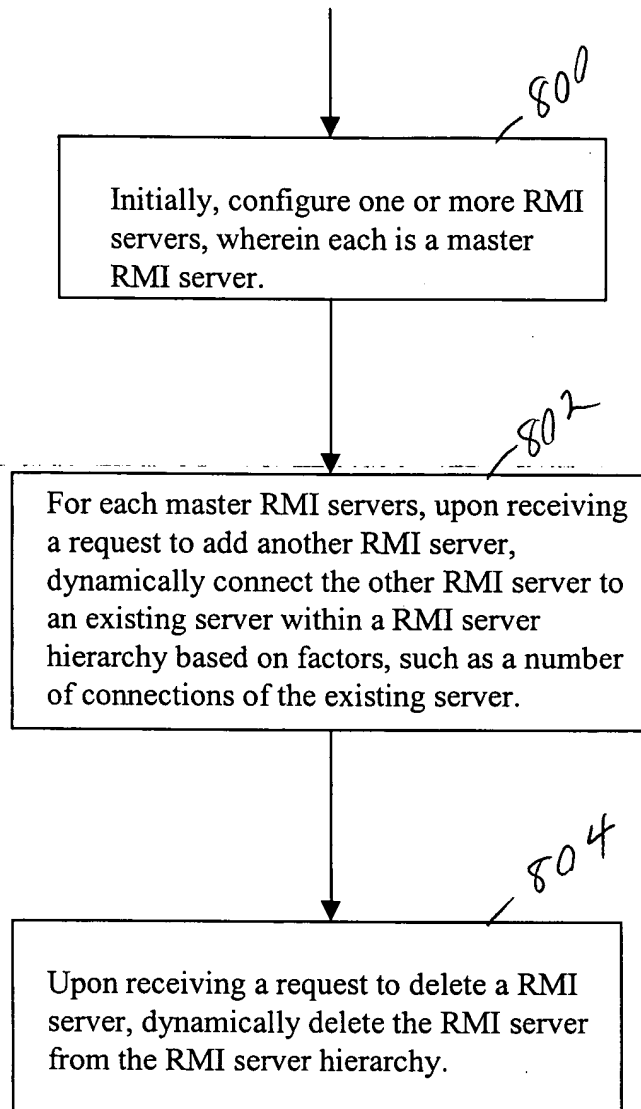 800
Initially, configure one or more RMI
servers, wherein each is a master
RMI server.
802
For each master RMI servers, upon receiving
a request to add another RMI server,
dynamically connect the other RMI server to
an existing server within a RMI server
hierarchy based on factors, such as a number
of connections of the existing server.
804
Upon receiving a request to delete a RMI
server, dynamically delete the RMI server
from the RMI server hierarchy.